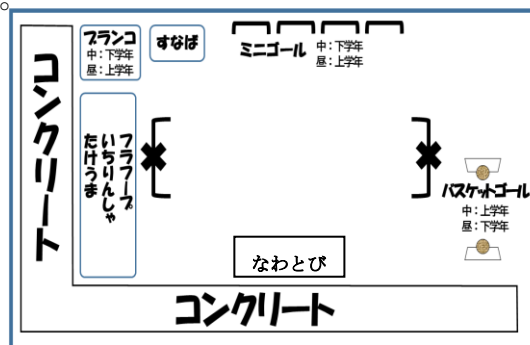 ブランコ
中：下学年
昼：上学年
すなば
ミニゴール
中：下学年
昼：上学年
コンクリート
フラフープ
いちりんしゃ
たけうま
バスケットゴール
中：上学年
昼：下学年
なわとび
コンクリート